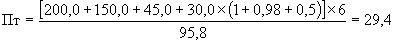 Пт = [200,0+150,0+45,0+30,0×(1+0,98+0,5)]×6 / 95,8 = 29,4